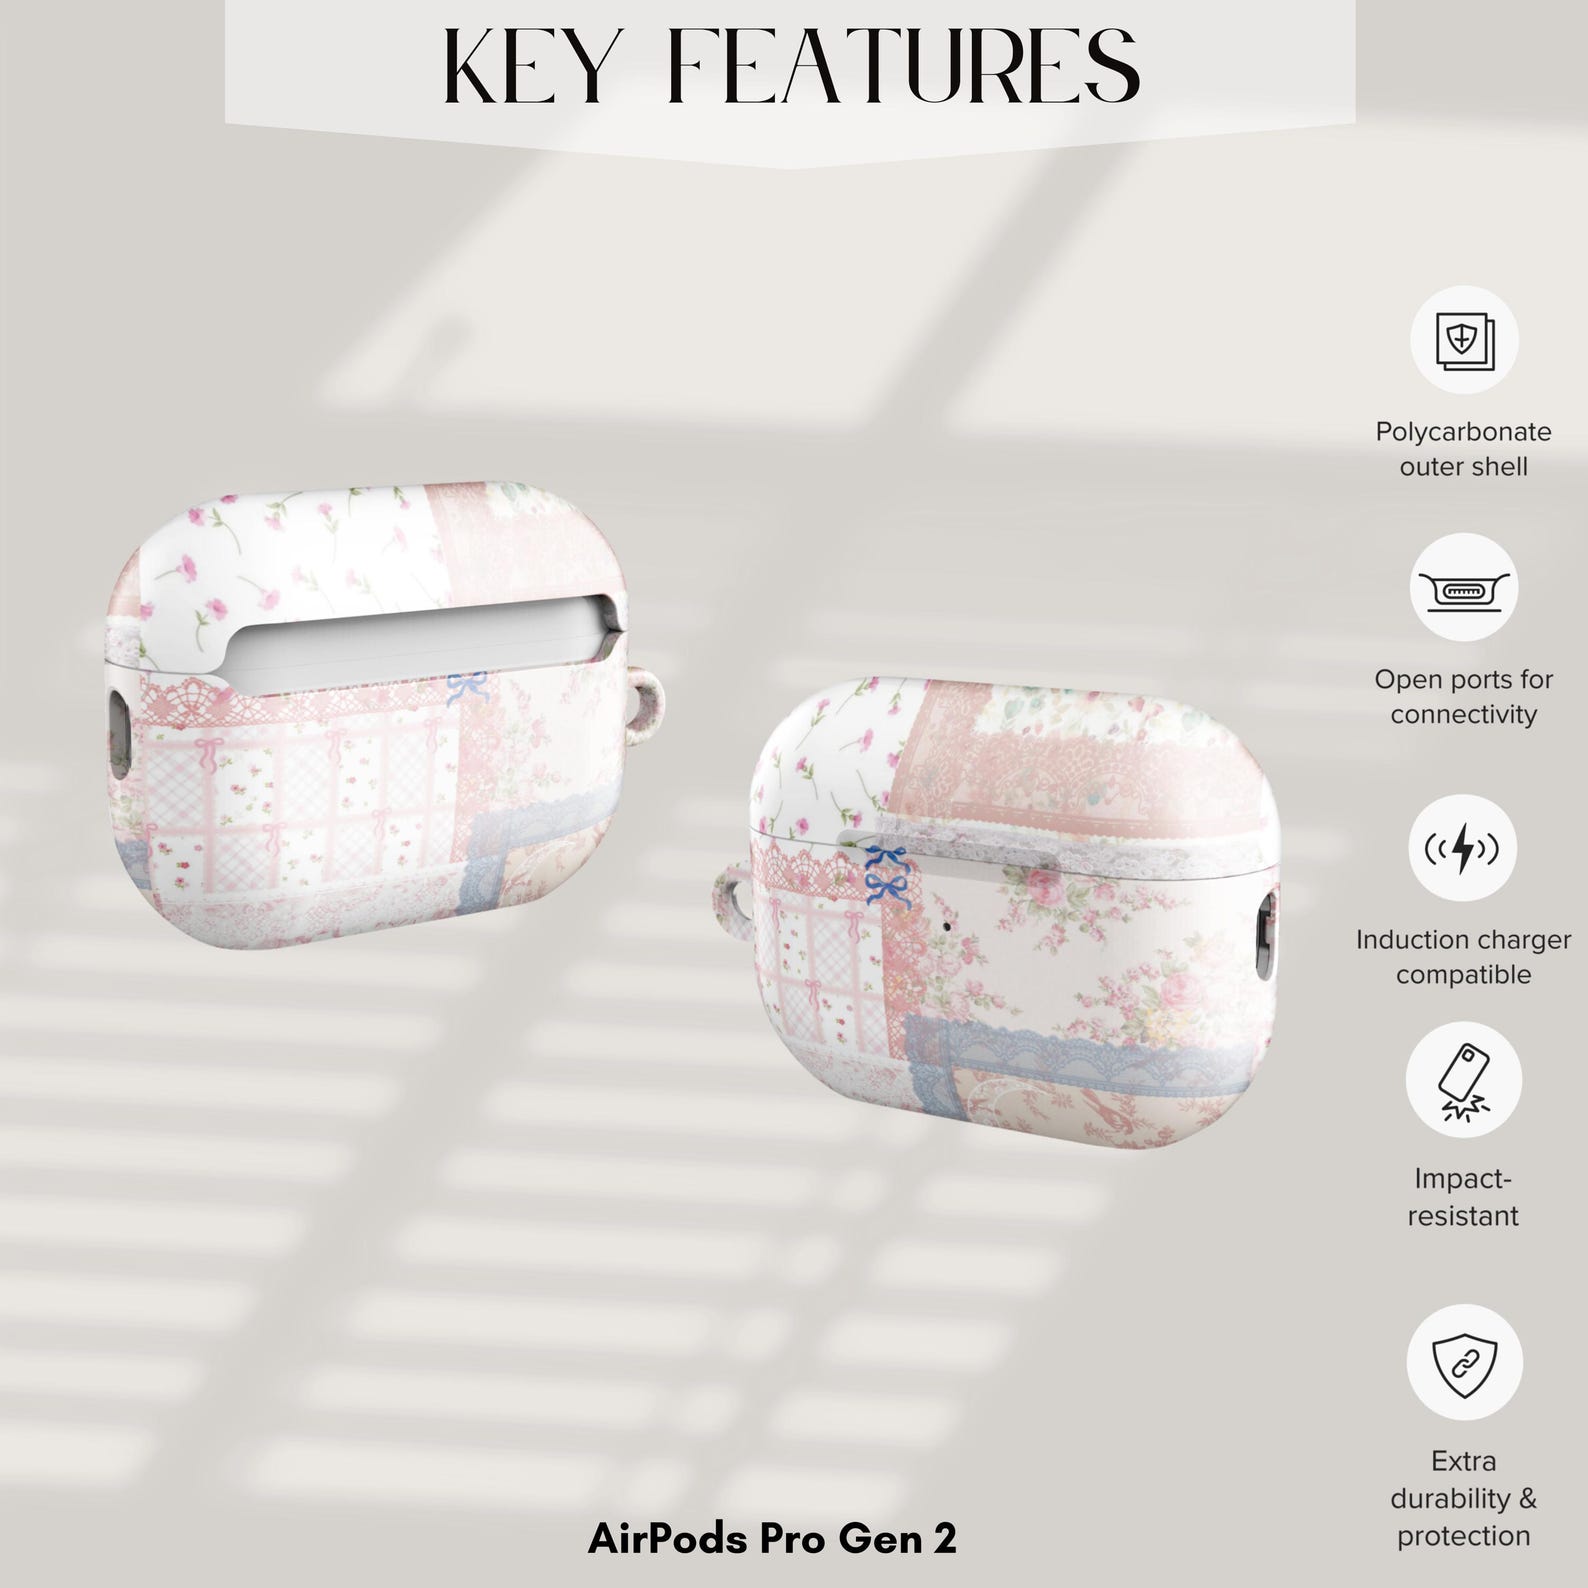 KEY FEATURES
Polycarbonate
outer shell
Open ports for
connectivity
Induction charger
compatible
Impact-
resistant
Extra
durability &
protection
AirPods Pro Gen 2